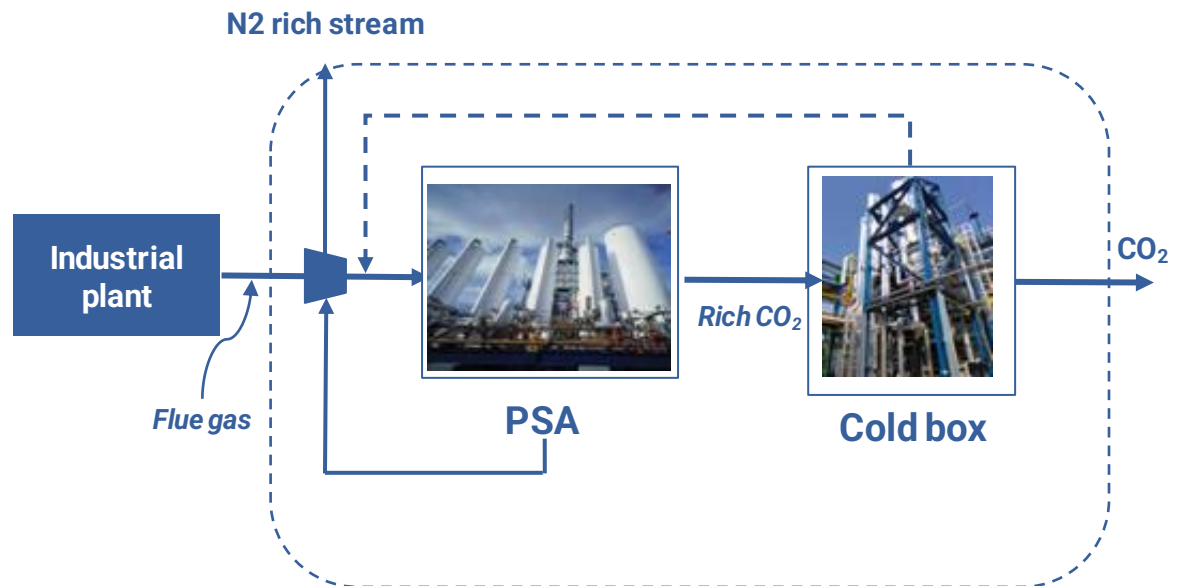 N2 rich stream
Industrial
plant
CO₂
Rich CO₂
Flue gas
PSA
Cold box